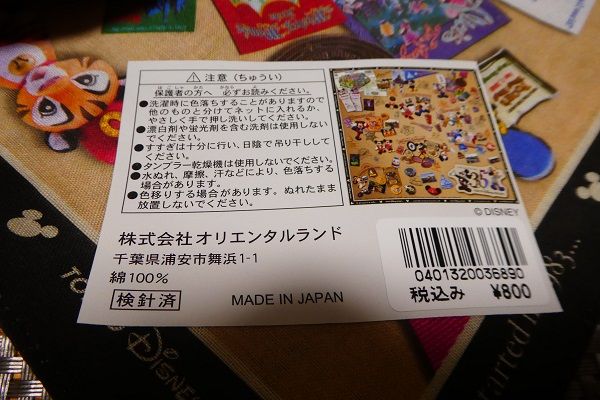 ⚠注意（ちゅうい）
保護者の方へ 必ずお読みください。
●洗濯時に色落ちすることがありますので
他のものと分けてネットに入れるか、
やさしく手で押し洗いしてください。
●漂白剤や蛍光剤を含む洗剤は使用しない
でください。
●すすぎは十分に行い、日陰で吊り干しして
ください。
●タンブラー乾燥機は使用しないでください。
●水ぬれ、摩擦、汗などにより、色落ちする
場合があります。
●色移りする場合があります。ぬれたまま
放置しないでください。
© DISNEY
株式会社オリエンタルランド
千葉県浦安市舞浜1-1
綿100%
検針済
MADE IN JAPAN
0401320036890
税込み ¥800
DISNEY
started in 1983...